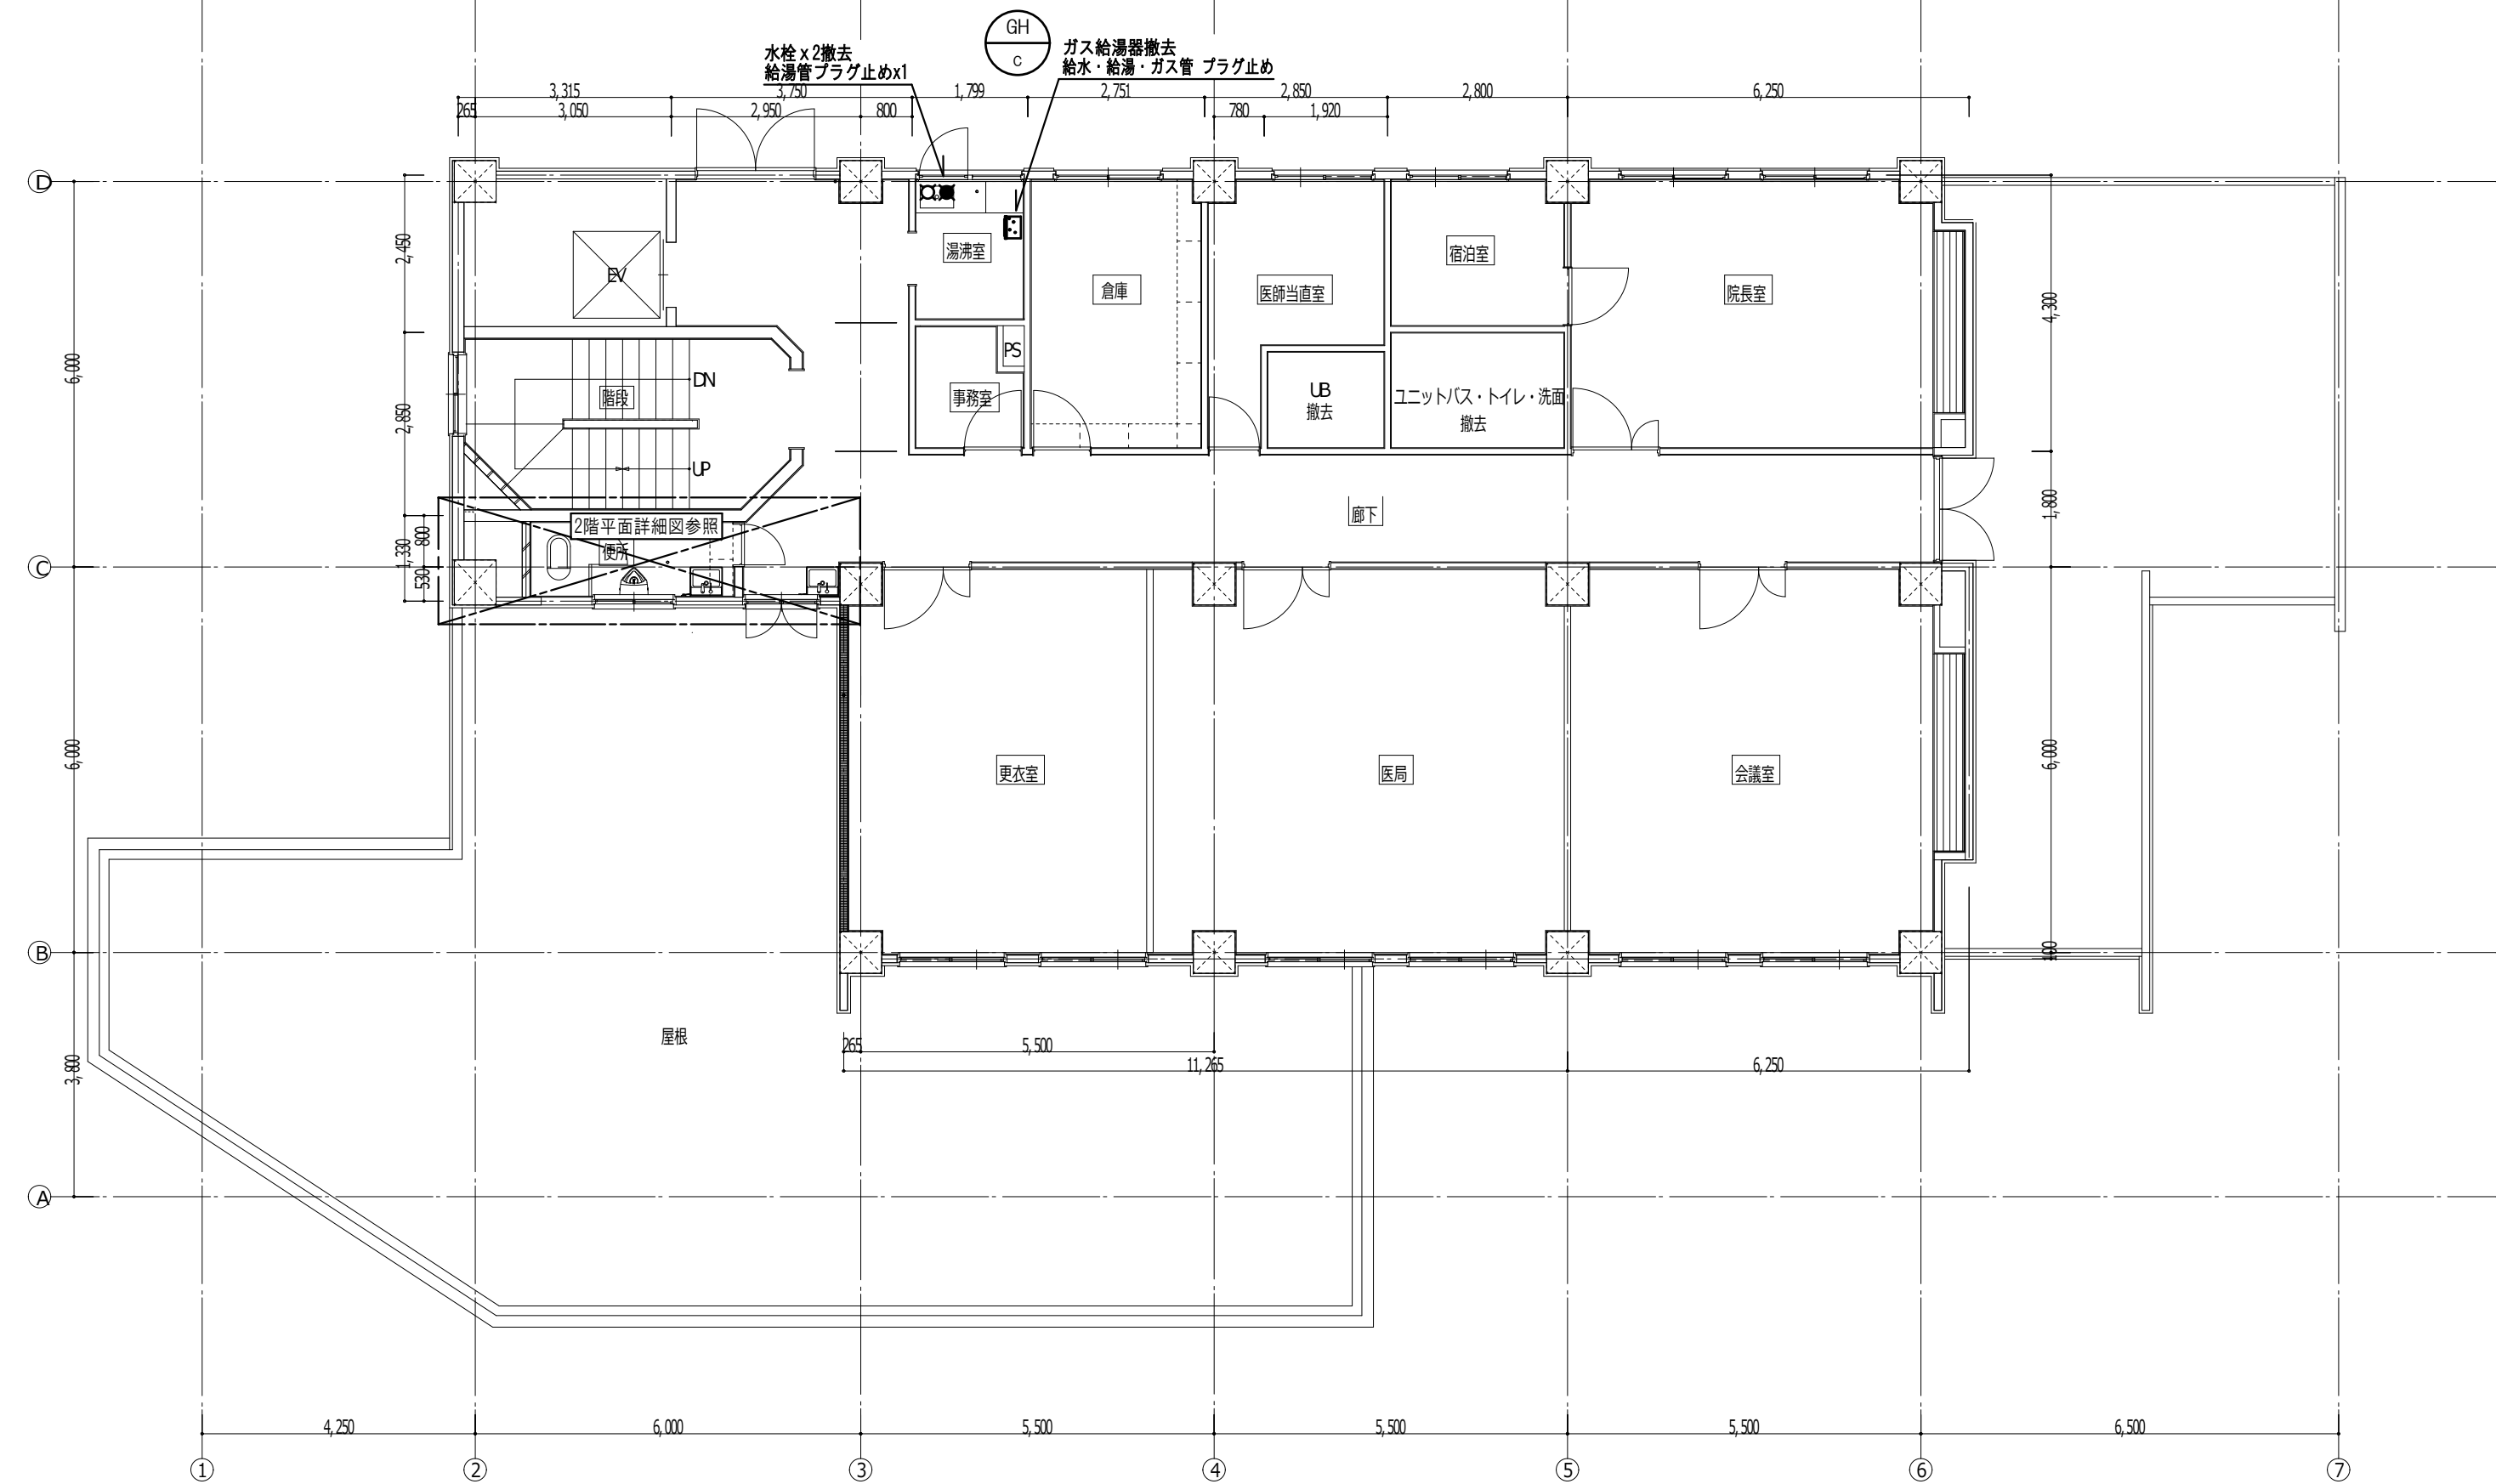 GH
C
水栓 x 2撤去
給湯管プラグ止めx1
ガス給湯器撤去
給水・給湯・ガス管 プラグ止め
3,315
3,750
1,799
2,751
2,850
2,800
6,250
265
3,050
2,950
800
780
1,920
D
2,450
EV
湯沸室
倉庫
医師当直室
宿泊室
院長室
4,300
6,000
PS
DN
階段
事務室
UB
撤去
ユニットバス・トイレ・洗面
撤去
2,850
UP
廊下
1,800
2階平面詳細図参照
便所
1,330
800
530
C
6,000
更衣室
医局
会議室
6,000
B
100
屋根
265
5,500
11,265
6,250
3,800
A
4,250
6,000
5,500
5,500
5,500
6,500
1
2
3
4
5
6
7